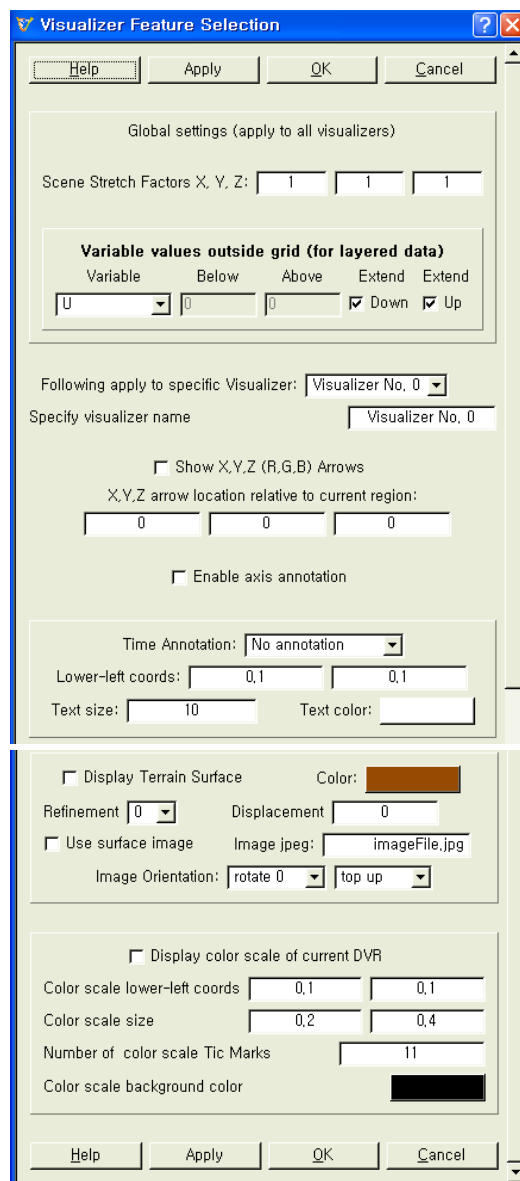 Visualizer Feature Selection
Help Apply OK Cancel
Global settings (apply to all visualizers)
Scene Stretch Factors X, Y, Z: 1 1 1
Variable values outside grid (for layered data)
Variable Below Above Extend Extend
U 0 0 Down Up
Following apply to specific Visualizer: Visualizer No, 0
Specify visualizer name Visualizer No, 0
Show X,Y,Z (R,G,B) Arrows
X,Y,Z arrow location relative to current region:
0 0 0
Enable axis annotation
Time Annotation: No annotation
Lower-left coords: 0,1 0,1
Text size: 10 Text color:
Display Terrain Surface Color:
Refinement 0 Displacement 0
Use surface image Image jpeg: imageFile,jpg
Image Orientation: rotate 0 top up
Display color scale of current DVR
Color scale lower-left coords 0,1 0,1
Color scale size 0,2 0,4
Number of color scale Tic Marks 11
Color scale background color
Help Apply OK Cancel